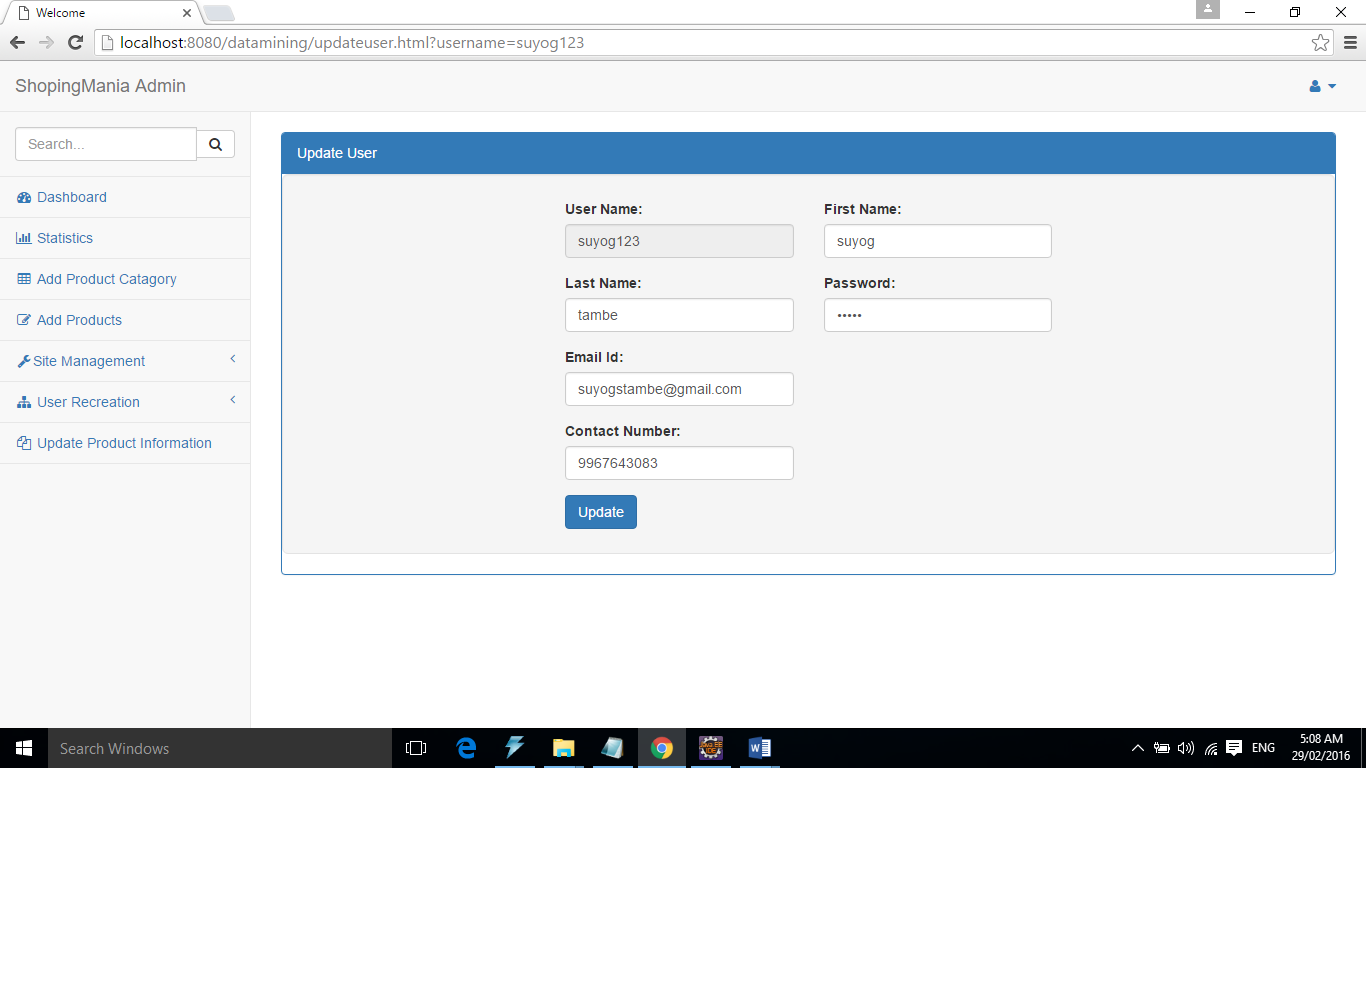 Welcome
localhost:8080/datamining/updateuser.html?username=suyog123
ShopingMania Admin
Search...
Dashboard
Statistics
Add Product Catagory
Add Products
Site Management
User Recreation
Update Product Information
Update User
User Name:
First Name:
suyog123
suyog
Last Name:
Password:
tambe
•••••
Email Id:
suyogstambe@gmail.com
Contact Number:
9967643083
Update
Search Windows
ENG
5:08 AM
29/02/2016